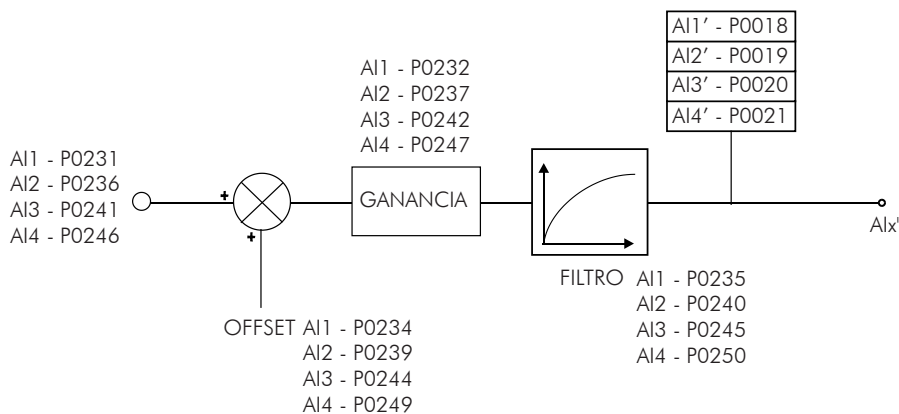 AI1' - P0018
AI2' - P0019
AI3' - P0020
AI4' - P0021
AI1 - P0232
AI2 - P0237
AI3 - P0242
AI4 - P0247
AI1 - P0231
AI2 - P0236
AI3 - P0241
AI4 - P0246
+
+
GANANCIA
AIx'
FILTRO
AI1 - P0235
AI2 - P0240
AI3 - P0245
AI4 - P0250
OFFSET
AI1 - P0234
AI2 - P0239
AI3 - P0244
AI4 - P0249